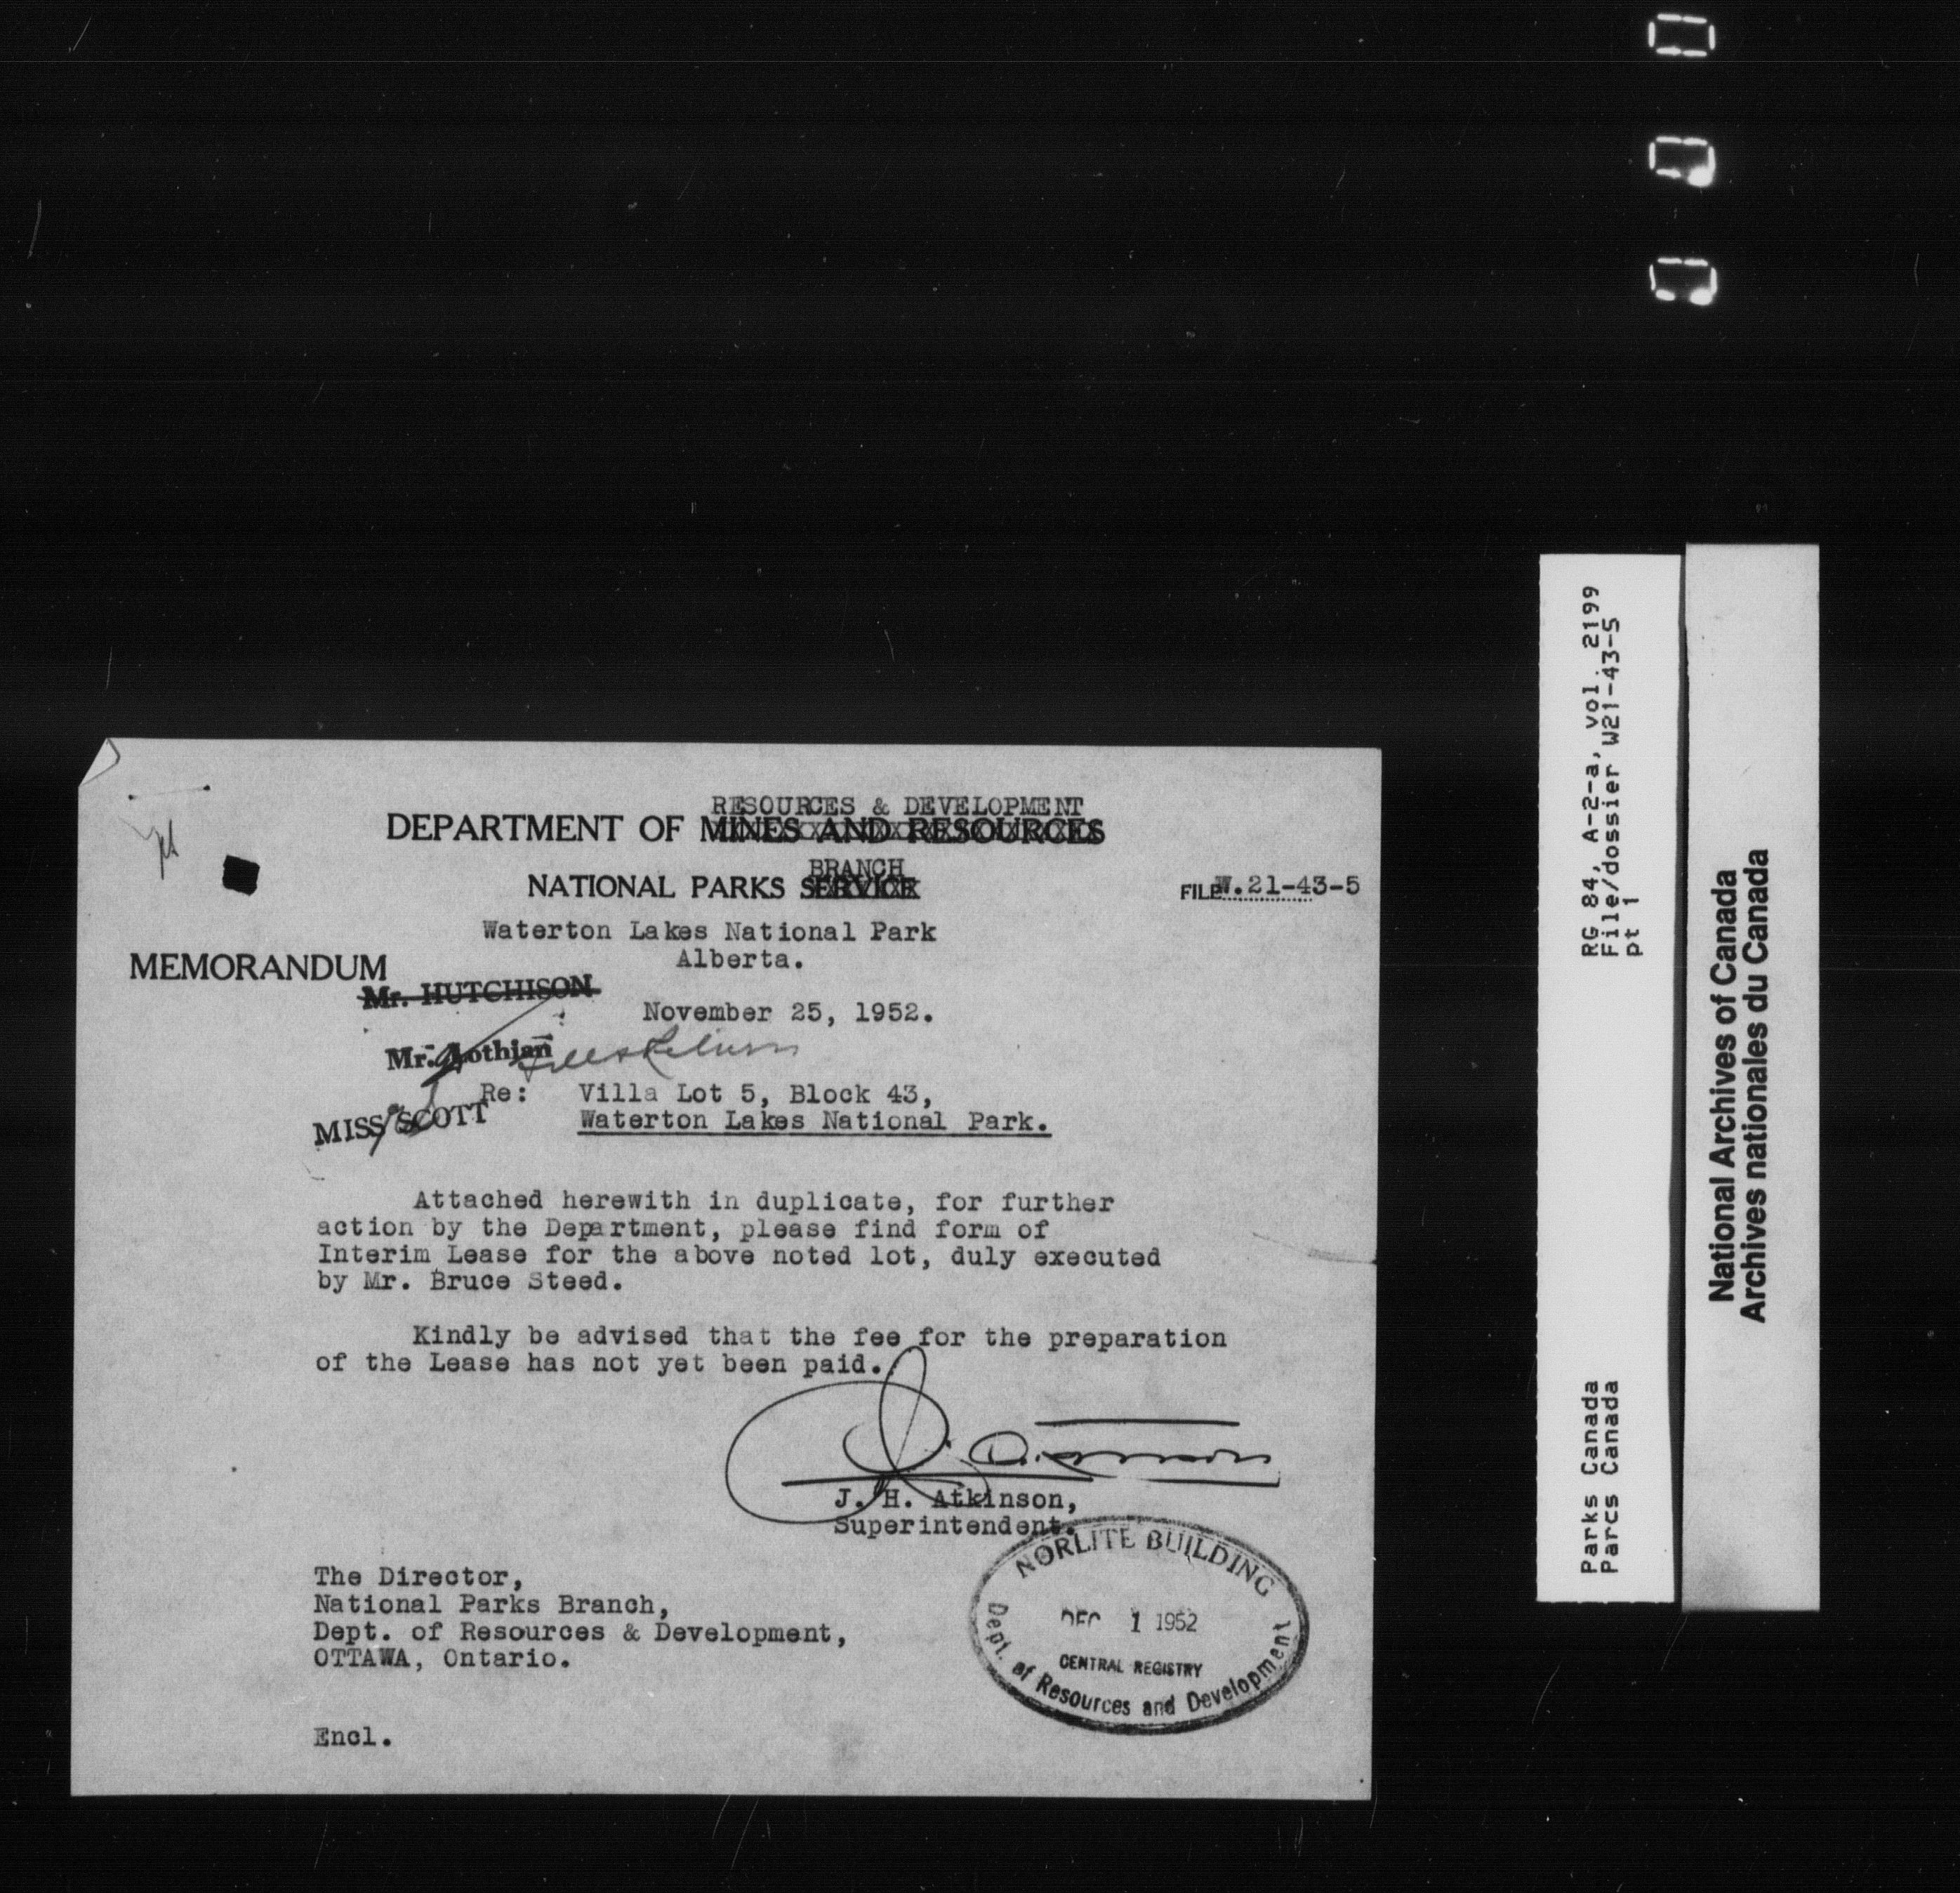 RESOURCES & DEVELOPMENT
DEPARTMENT OF MINES AND RESOURCES
BRANCH
NATIONAL PARKS SERVICE
FILE W.21-43-5
Waterton Lakes National Park
Alberta.
MEMORANDUM
Mr. HUTCHISON
November 25, 1952.
Mr. Lothian
Re: Villa Lot 5, Block 43,
MISS SCOTT
Waterton Lakes National Park.
Attached herewith in duplicate, for further
action by the Department, please find form of
Interim Lease for the above noted lot, duly executed
by Mr. Bruce Steed.
Kindly be advised that the fee for the preparation
of the Lease has not yet been paid.
J. H. Atkinson,
Superintendent.
The Director,
National Parks Branch,
Dept. of Resources & Development,
OTTAWA, Ontario.
Encl.
NORLITE BUILDING
DEC 1 1952
CENTRAL REGISTRY
Dept. of Resources and Development
RG 84, A-2-a, vol. 2199
File/dossier W21-43-5
pt 1
Parks Canada
Parcs Canada
National Archives of Canada
Archives nationales du Canada